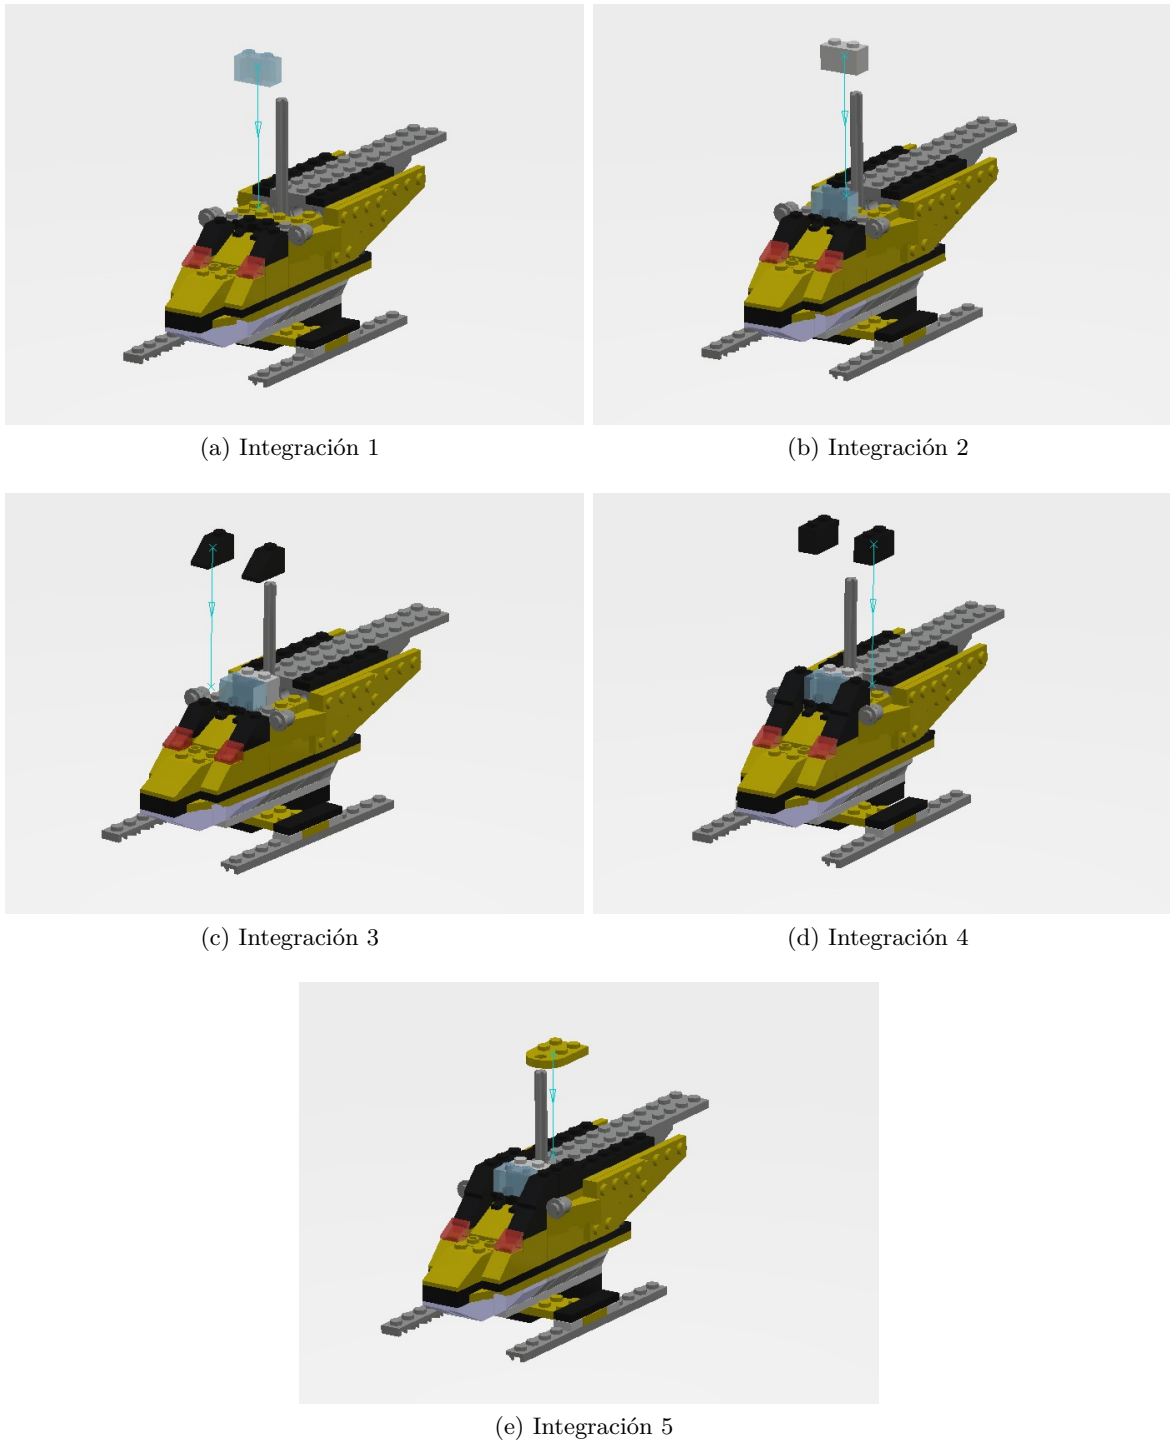 (a) Integración 1
(b) Integración 2
(c) Integración 3
(d) Integración 4
(e) Integración 5